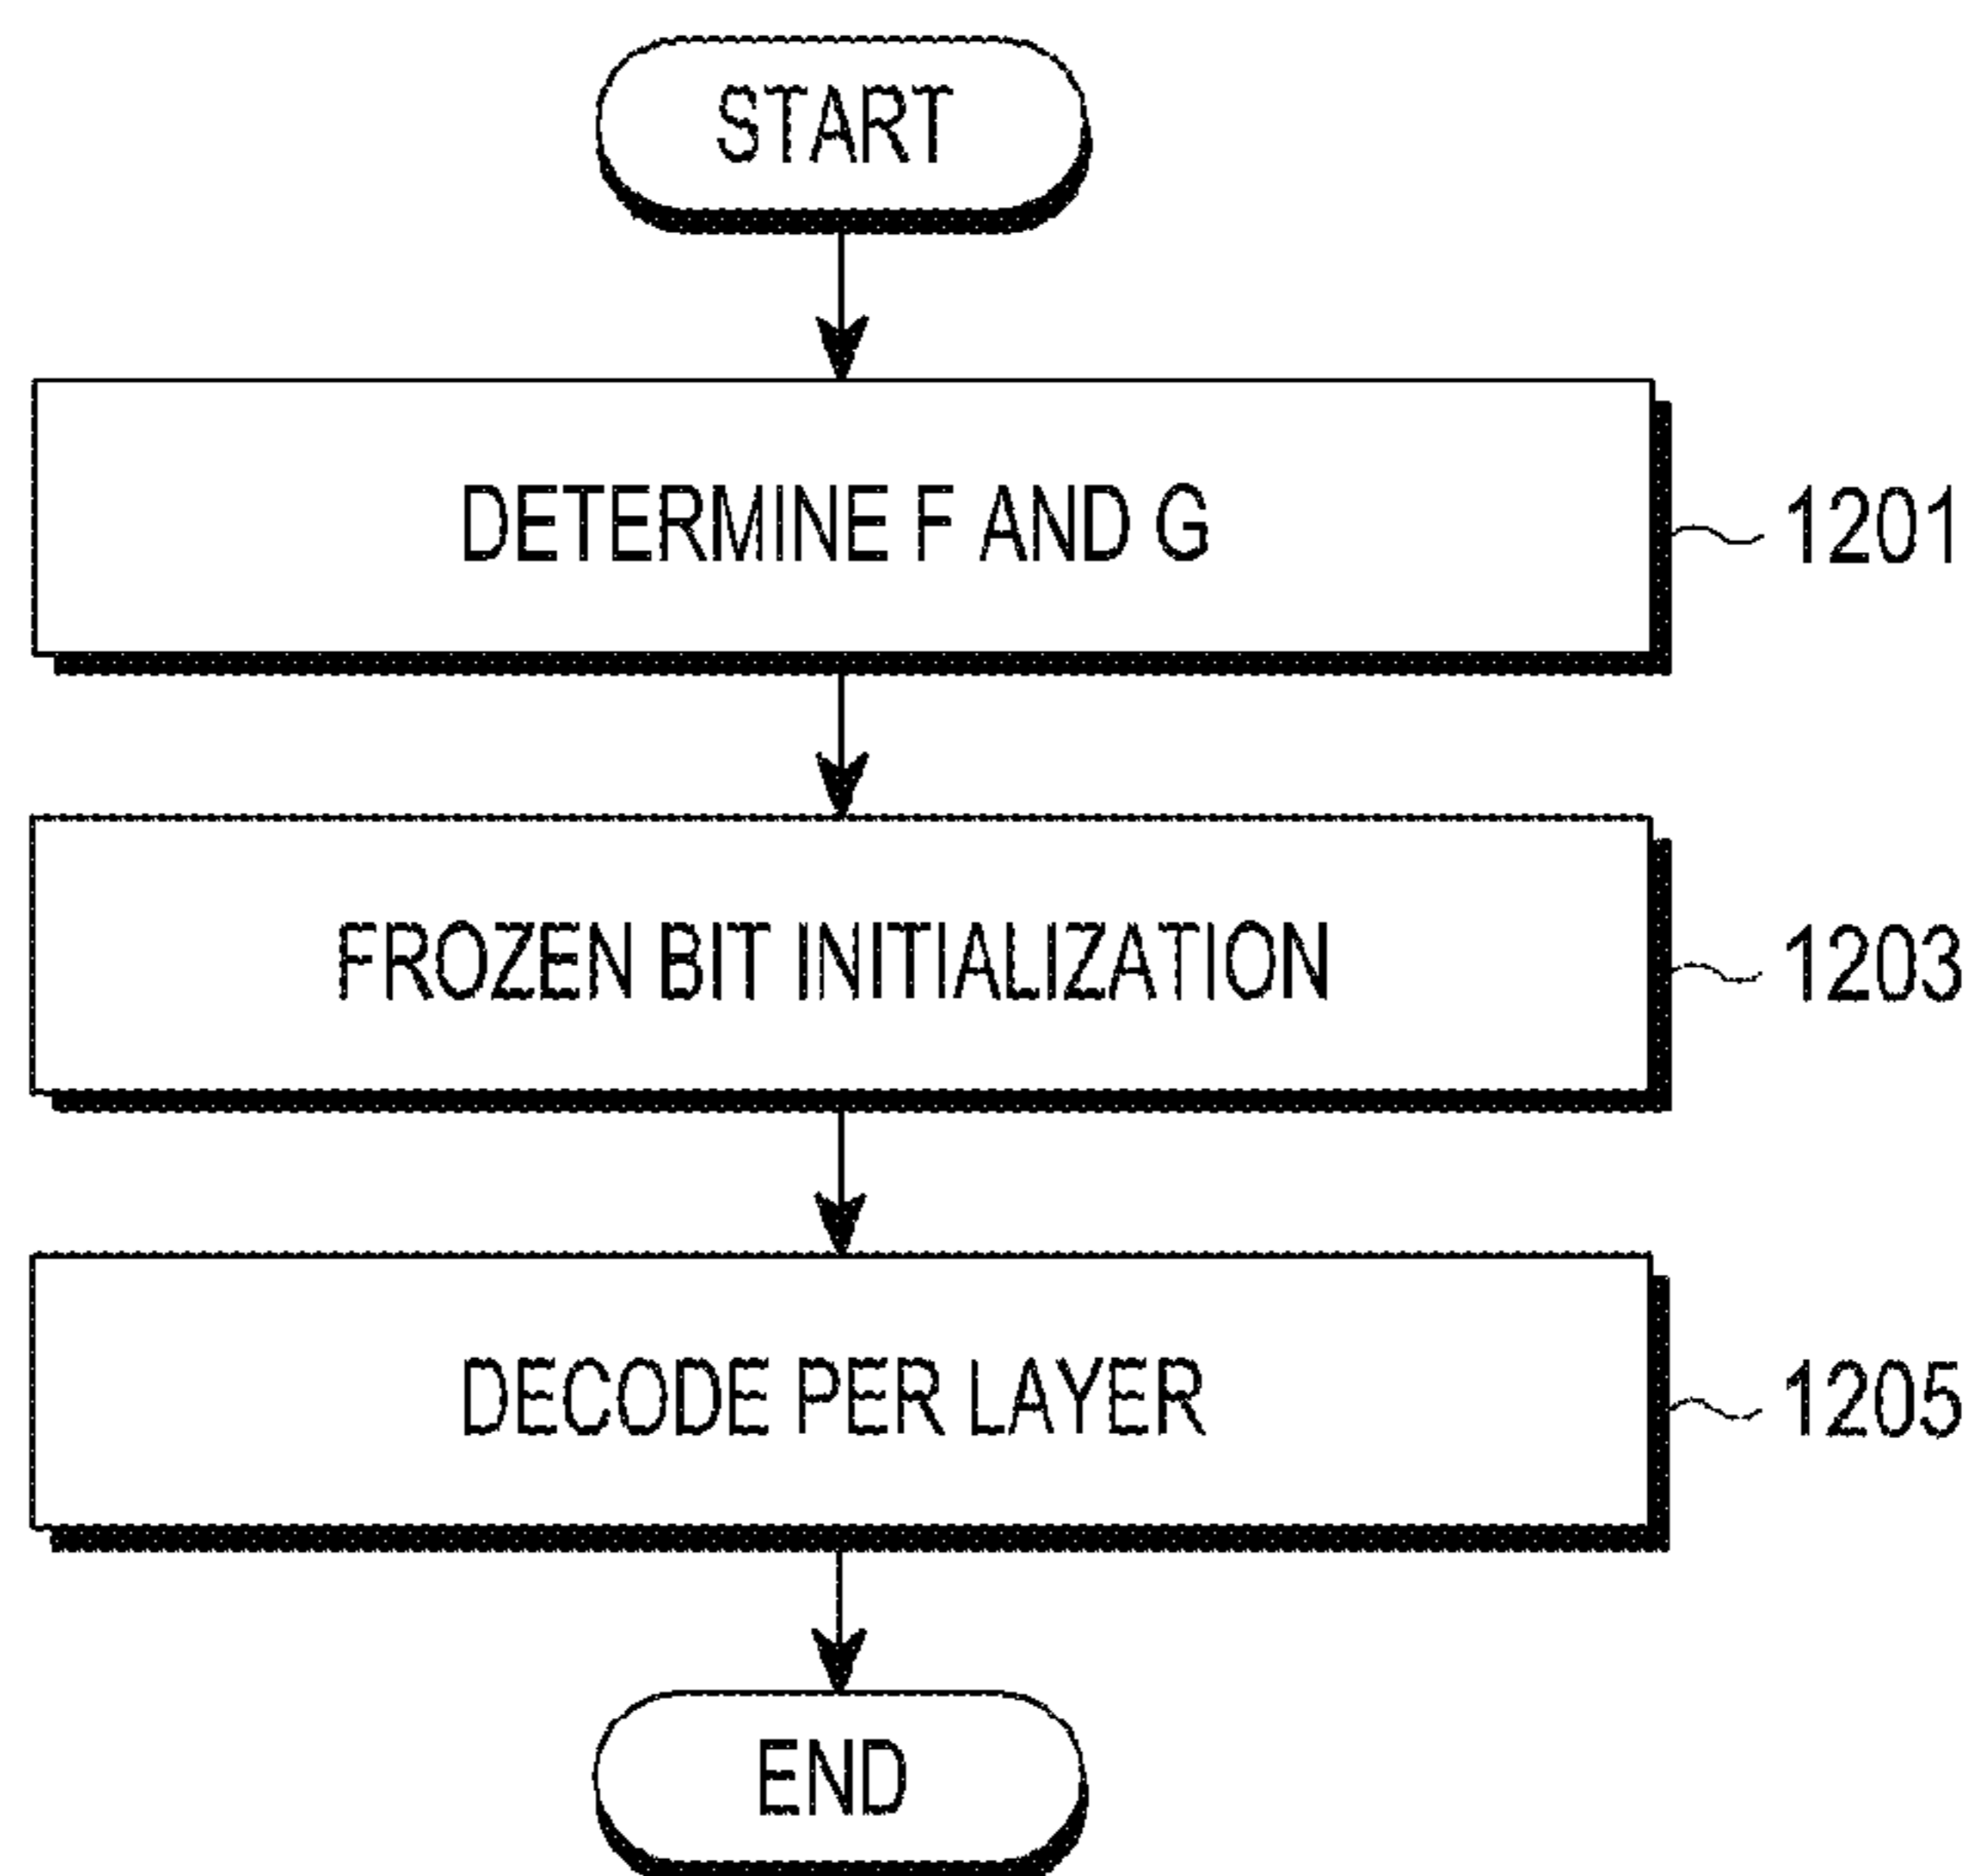 START
DETERMINE F AND G
1201
FROZEN BIT INITIALIZATION
1203
DECODE PER LAYER
1205
END